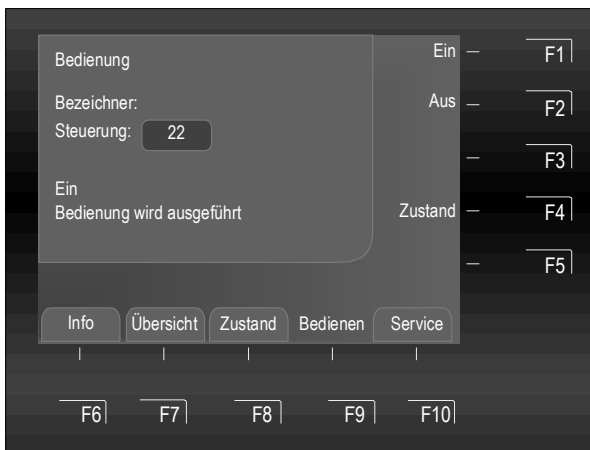 Bedienung
Bezeichner:
Steuerung: 22
Ein
Bedienung wird ausgeführt
Ein – F1
Aus – F2
– F3
Zustand – F4
– F5
Info Übersicht Zustand Bedienen Service
F6 F7 F8 F9 F10